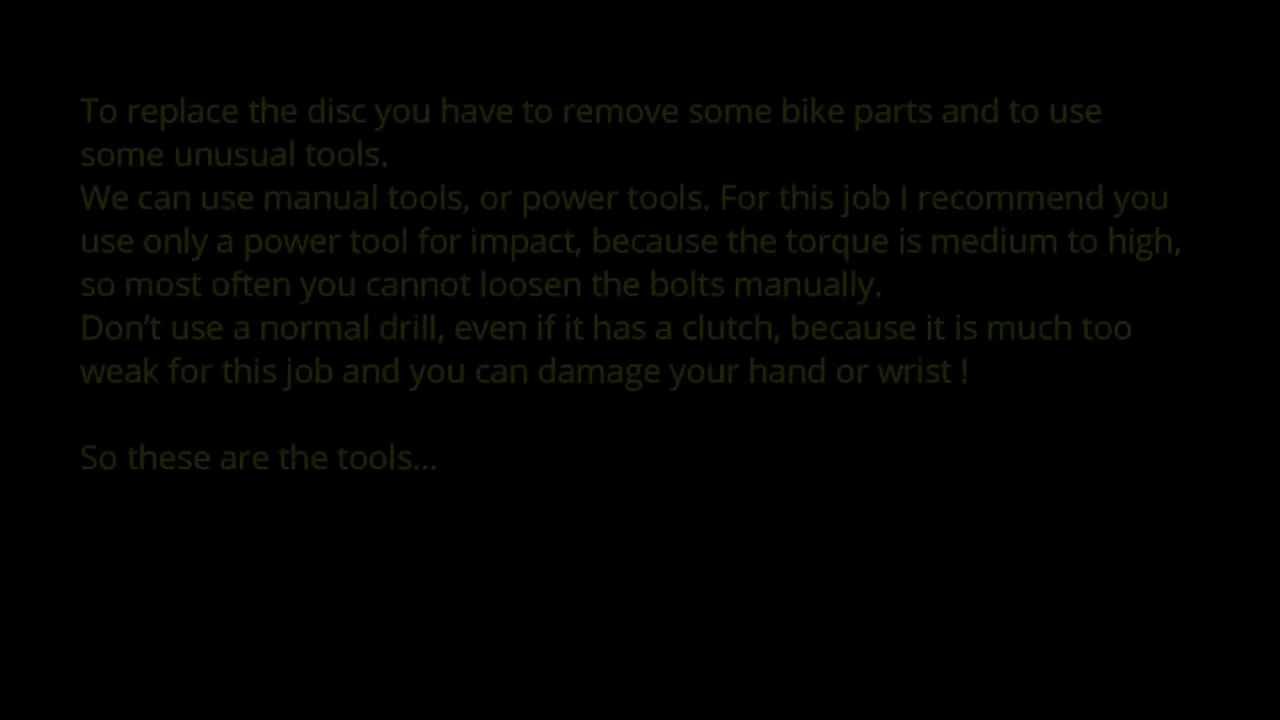 To replace the disc you have to remove some bike parts and to use
some unusual tools.
We can use manual tools, or power tools. For this job I recommend you
use only a power tool for impact, because the torque is medium to high,
so most often you cannot loosen the bolts manually.
Don’t use a normal drill, even if it has a clutch, because it is much too
weak for this job and you can damage your hand or wrist !
So these are the tools...